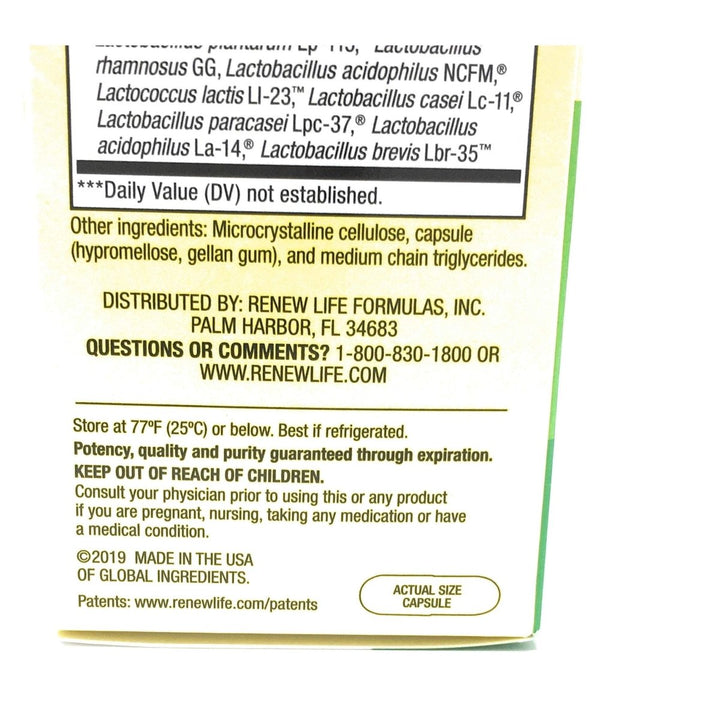 Lactobacillus plantarum Lp-115,® Lactobacillus
rhamnosus GG, Lactobacillus acidophilus NCFM,®
Lactococcus lactis Ll-23,™ Lactobacillus casei Lc-11,®
Lactobacillus paracasei Lpc-37,® Lactobacillus
acidophilus La-14,® Lactobacillus brevis Lbr-35™
***Daily Value (DV) not established.
Other ingredients: Microcrystalline cellulose, capsule
(hypromellose, gellan gum), and medium chain triglycerides.
DISTRIBUTED BY: RENEW LIFE FORMULAS, INC.
PALM HARBOR, FL 34683
QUESTIONS OR COMMENTS? 1-800-830-1800 OR
WWW.RENEWLIFE.COM
Store at 77ºF (25ºC) or below. Best if refrigerated.
Potency, quality and purity guaranteed through expiration.
KEEP OUT OF REACH OF CHILDREN.
Consult your physician prior to using this or any product
if you are pregnant, nursing, taking any medication or have
a medical condition.
©2019 MADE IN THE USA
OF GLOBAL INGREDIENTS.
Patents: www.renewlife.com/patents
ACTUAL SIZE
CAPSULE